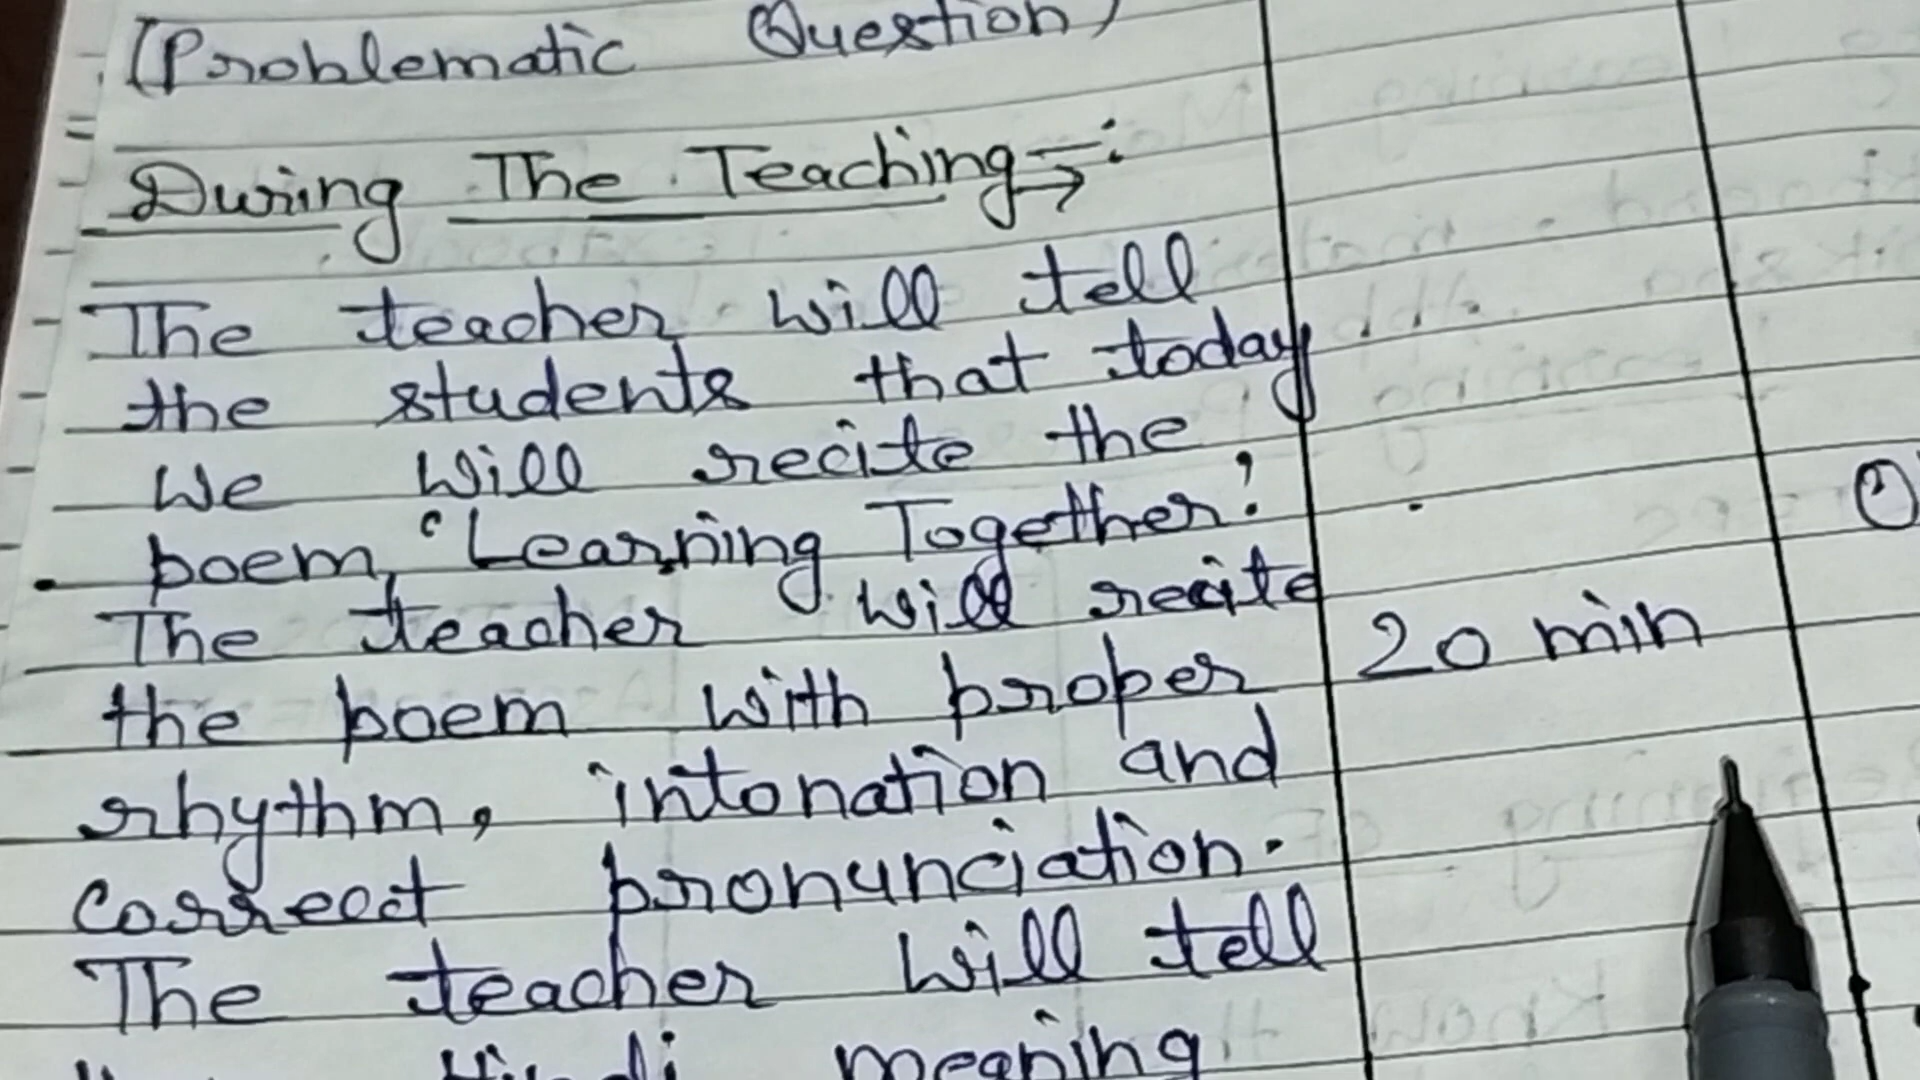 (Problematic Question)
During The Teaching →:
The teacher will tell
the students that today
we will recite the
poem, 'Learning Together.'
The teacher will recite
20 min
the poem with proper
rhythm, intonation and
correct pronunciation.
The teacher will tell
Hindi meaning